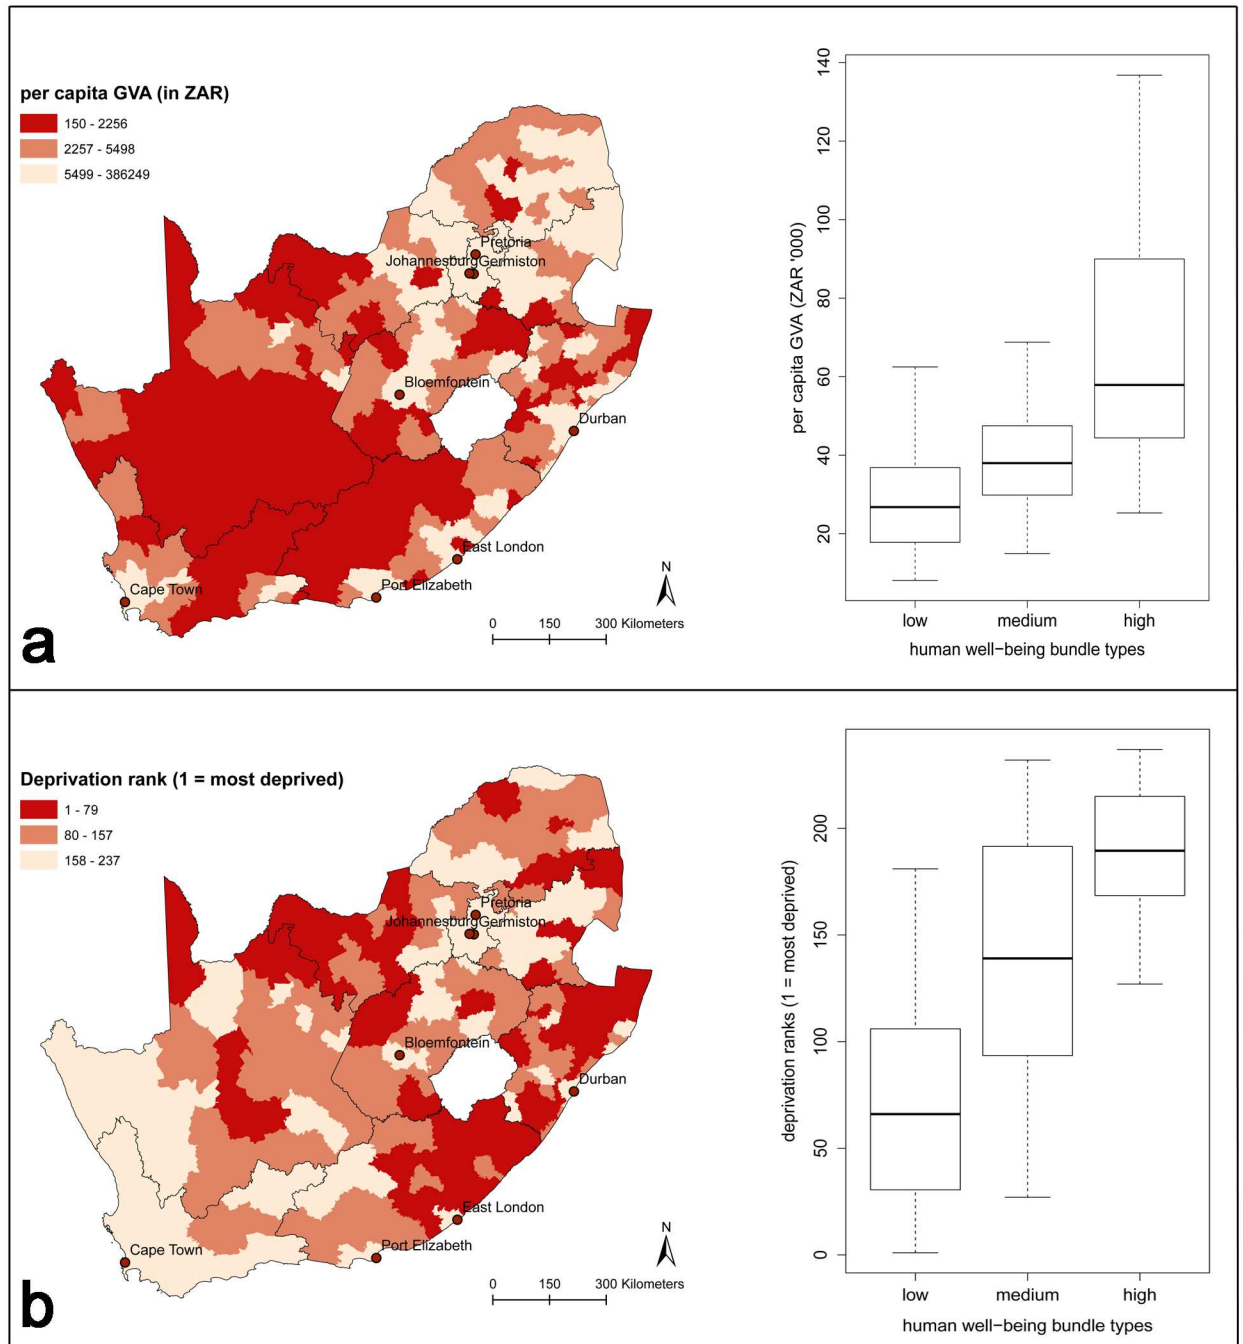 per capita GVA (in ZAR)
150 - 2256
2257 - 5498
5499 - 386249
Pretoria
Johannesburg
Germiston
Bloemfontein
Durban
East London
Port Elizabeth
Cape Town
N
0 150 300 Kilometers
a
per capita GVA (ZAR '000)
140
120
100
80
60
40
20
low medium high
human well-being bundle types
Deprivation rank (1 = most deprived)
1 - 79
80 - 157
158 - 237
Pretoria
Johannesburg
Germiston
Bloemfontein
Durban
East London
Port Elizabeth
Cape Town
N
0 150 300 Kilometers
b
deprivation ranks (1 = most deprived)
200
150
100
50
0
low medium high
human well-being bundle types